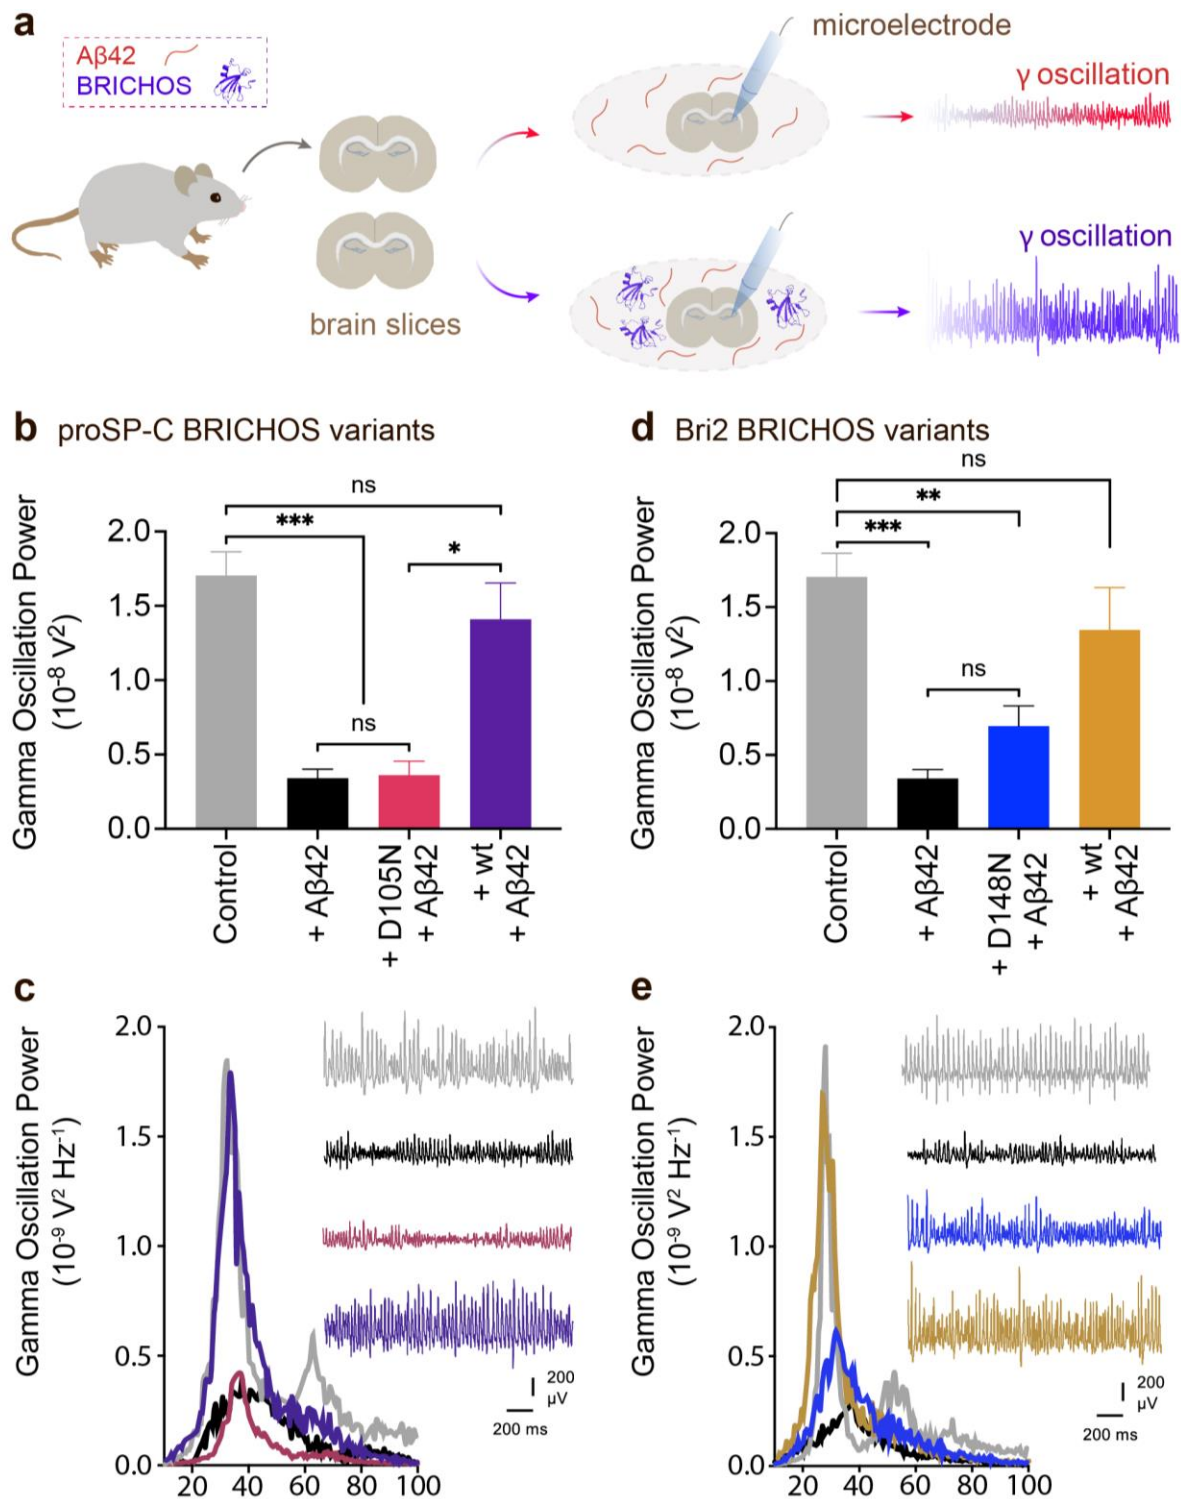 a
Aβ42
BRICHOS
brain slices
microelectrode
γ oscillation
γ oscillation
b proSP-C BRICHOS variants
Gamma Oscillation Power
(10⁻⁸ V²)
2.0
1.5
1.0
0.5
0.0
ns
***
*
ns
Control
+ Aβ42
+ D105N
+ Aβ42
+ wt
+ Aβ42
d Bri2 BRICHOS variants
Gamma Oscillation Power
(10⁻⁸ V²)
2.0
1.5
1.0
0.5
0.0
ns
**
***
ns
Control
+ Aβ42
+ D148N
+ Aβ42
+ wt
+ Aβ42
c
Gamma Oscillation Power
(10⁻⁹ V² Hz⁻¹)
2.0
1.5
1.0
0.5
0.0
20 40 60 80 100
200
µV
200 ms
e
Gamma Oscillation Power
(10⁻⁹ V² Hz⁻¹)
2.0
1.5
1.0
0.5
0.0
20 40 60 80 100
200
µV
200 ms